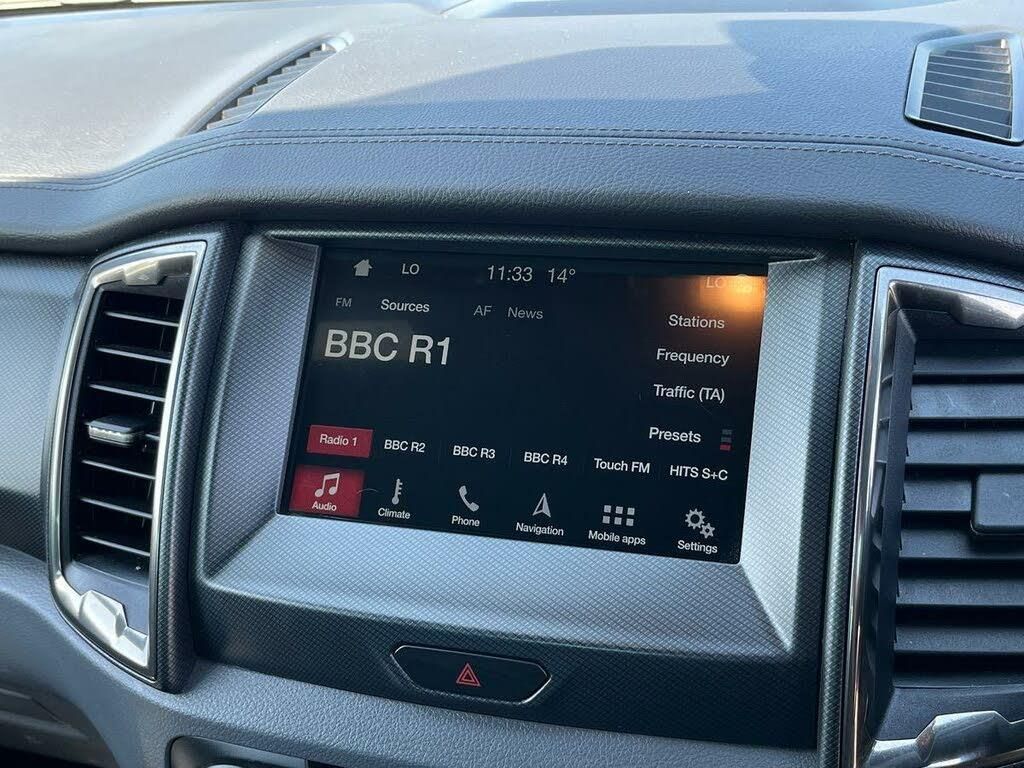 LO 11:33 14° LO
FM Sources AF News
Stations
BBC R1
Frequency
Traffic (TA)
Presets
Radio 1 BBC R2 BBC R3 BBC R4 Touch FM HITS S+C
Audio Climate Phone Navigation Mobile apps Settings